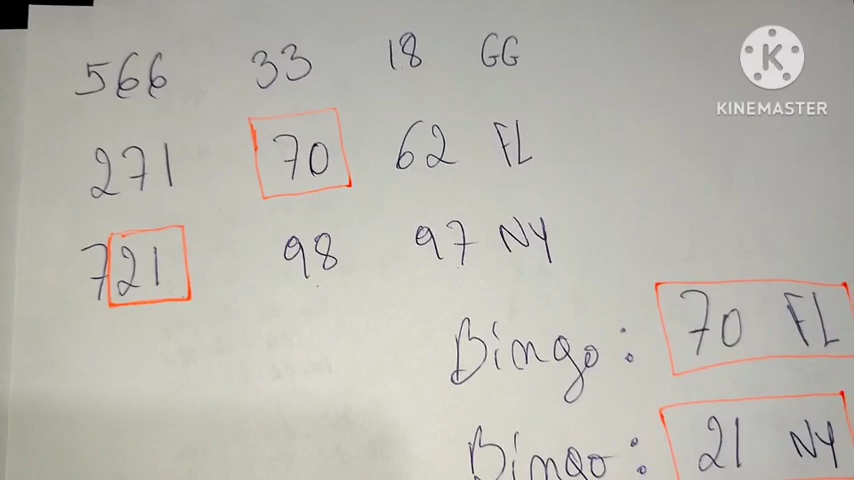 566 33 18 GG
K
KINEMASTER
271 70 62 FL
721 98 97 NY
Bingo: 70 FL
Bingo: 21 NY